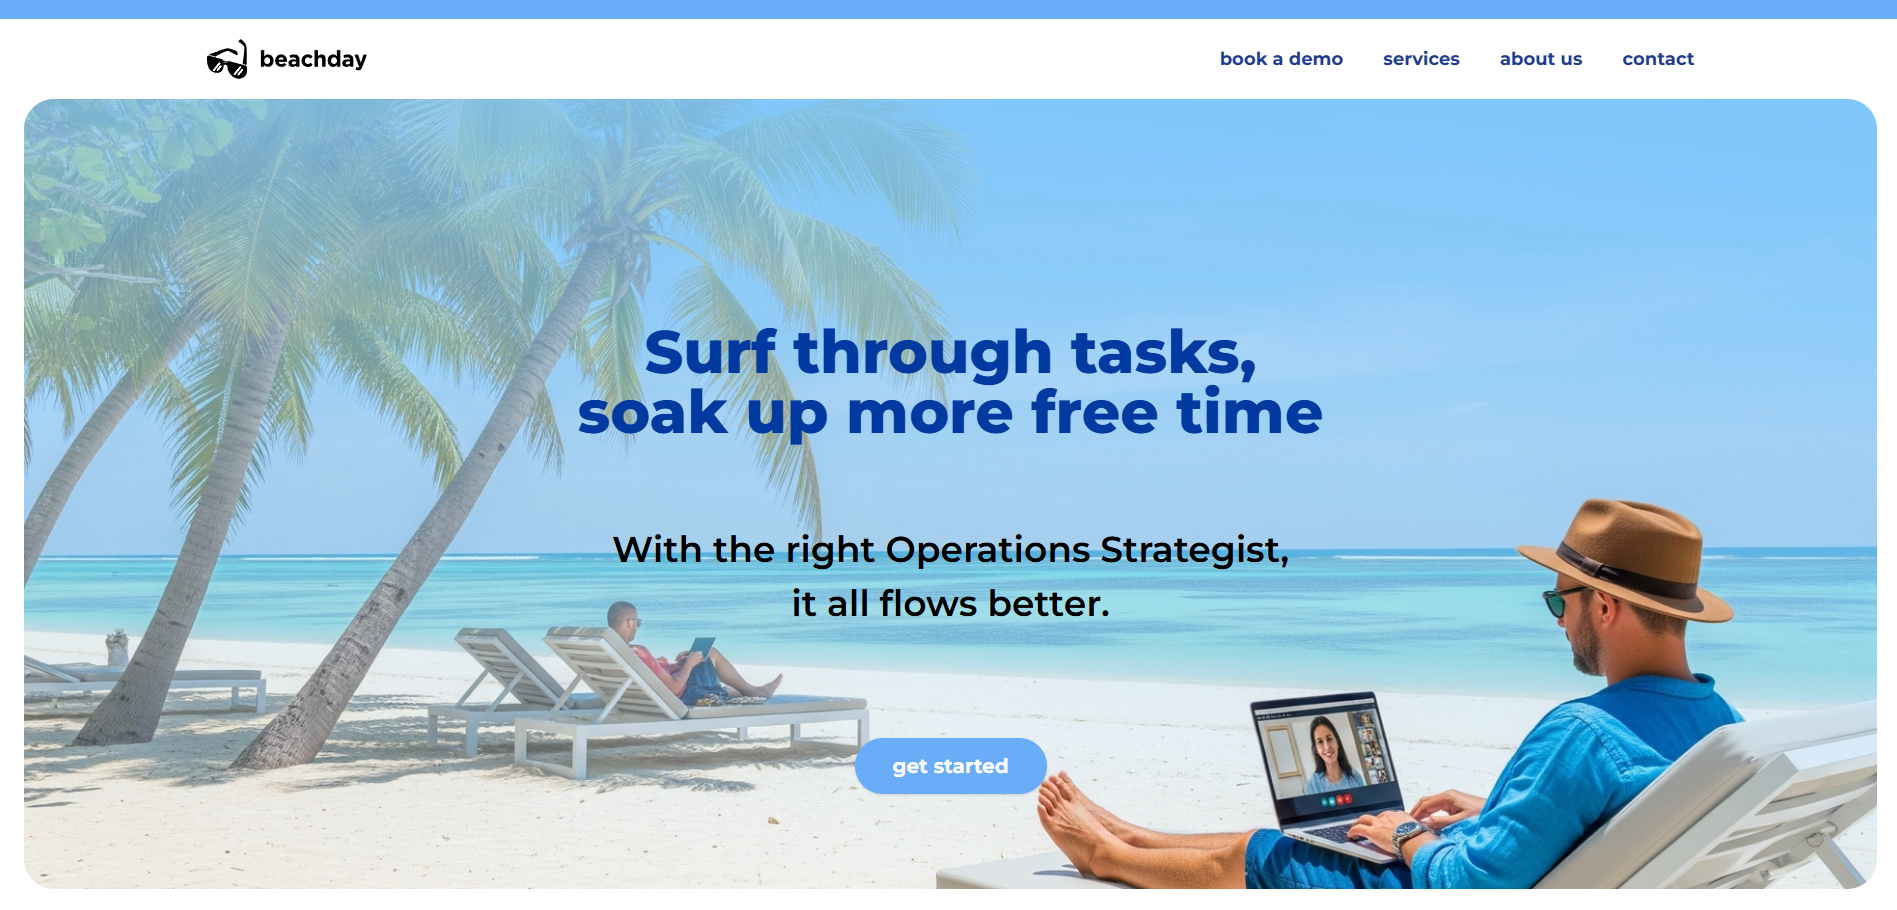 beachday
book a demo
services
about us
contact
Surf through tasks,
soak up more free time
With the right Operations Strategist,
it all flows better.
get started